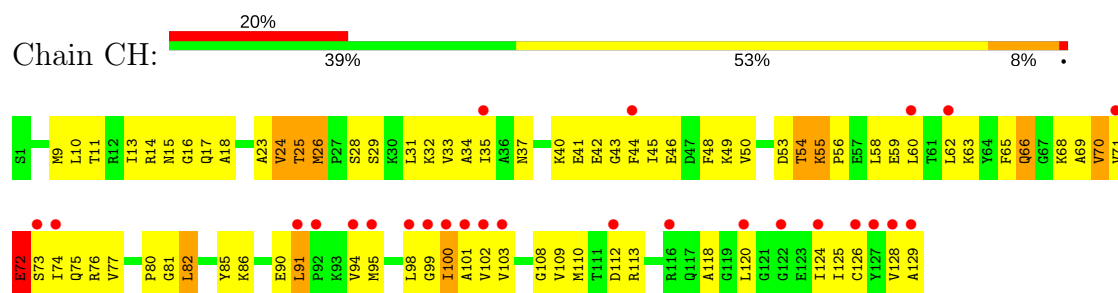 20%
Chain CH:
39% 53% 8% •
S1 M9 L10 T11 R12 I13 R14 N15 G16 Q17 A18 A23 V24 T25 M26 P27 S28 S29 K30 L31 K32 V33 A34 I35 A36 N37 K40 E41 E42 G43 F44 I45 E46 D47 F48 K49 V50 D53 T54 K55 P56 E57 L58 E59 L60 T61 L62 K63 Y64 F65 Q66 G67 K68 A69 V70 V71
E72 S73 I74 Q75 R76 V77 P80 G81 L82 Y85 K86 E90 L91 P92 K93 V94 M95 L98 G99 I100 A101 V102 V103 G108 V109 M110 T111 D112 R113 R116 Q117 A118 G119 L120 G121 G122 E123 I124 I125 C126 Y127 V128 A129